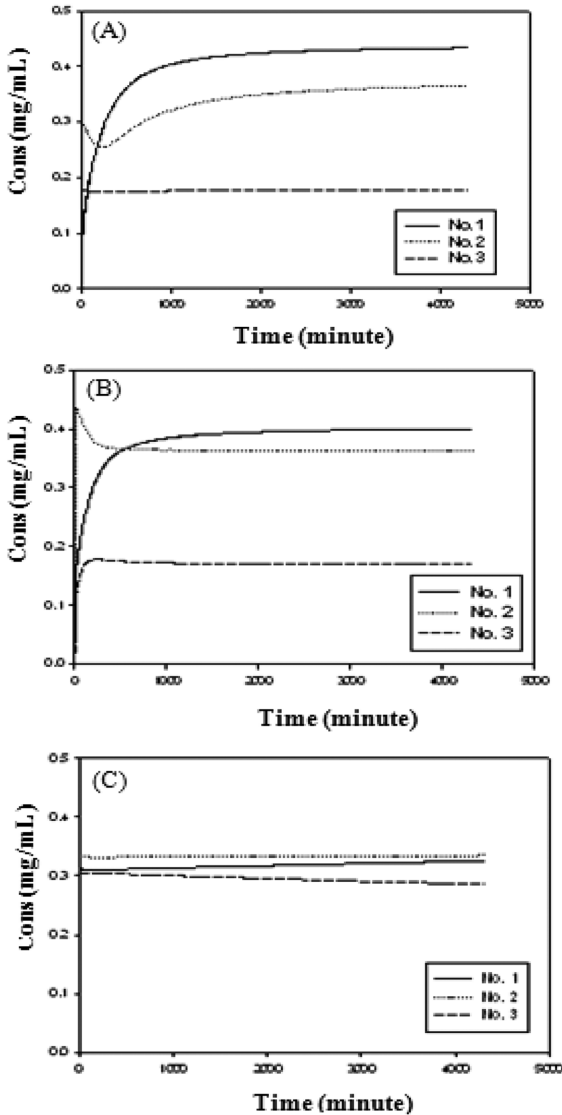 (A)
Cons (mg/mL)
0.5
0.4
0.3
0.2
0.1
0.0
No.1
No.2
No.3
0 1000 2000 3000 4000 5000
Time (minute)
(B)
Cons (mg/mL)
0.5
0.4
0.3
0.2
0.1
0.0
No. 1
No. 2
No. 3
0 1000 2000 3000 4000 5000
Time (minute)
(C)
Cons (mg/mL)
0.5
0.4
0.3
0.2
0.1
0.0
No. 1
No. 2
No. 3
0 1000 2000 3000 4000 5000
Time (minute)